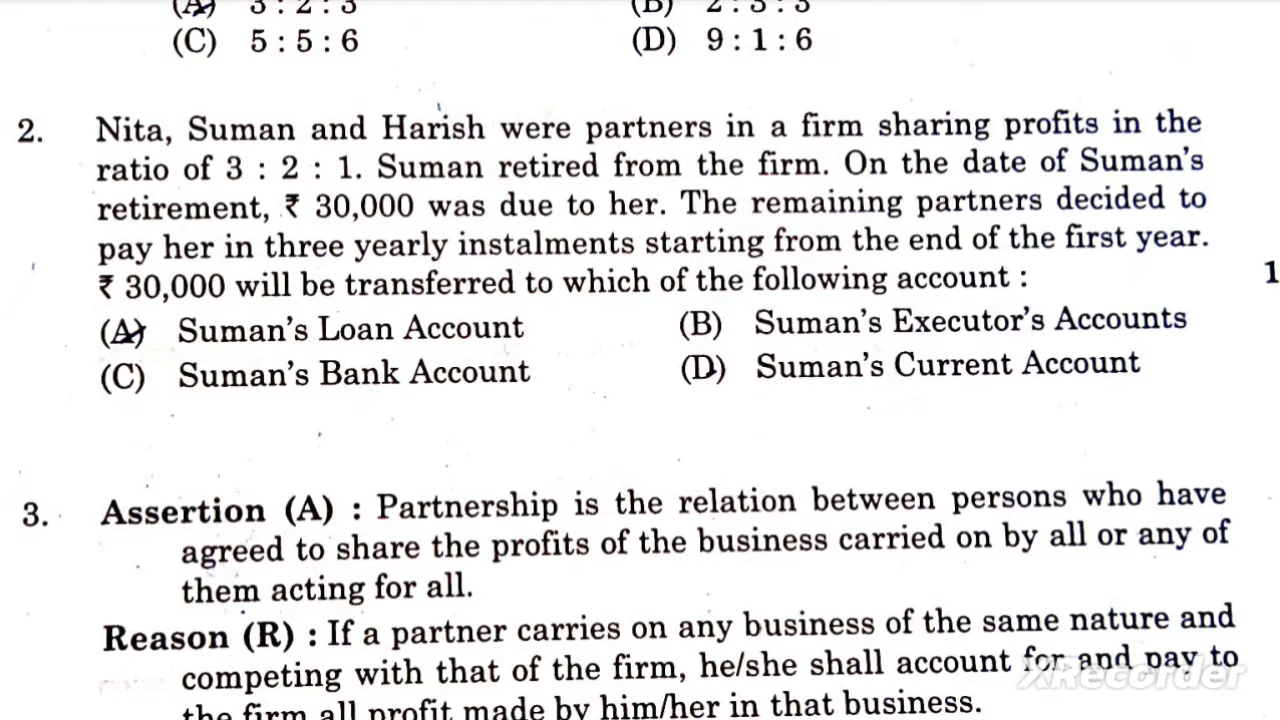 (A) 3 : 2 : 3 (B) 2 : 3 : 3
(C) 5 : 5 : 6 (D) 9 : 1 : 6
2. Nita, Suman and Harish were partners in a firm sharing profits in the
ratio of 3 : 2 : 1. Suman retired from the firm. On the date of Suman's
retirement, ₹ 30,000 was due to her. The remaining partners decided to
pay her in three yearly instalments starting from the end of the first year.
₹ 30,000 will be transferred to which of the following account : 1
(A) Suman's Loan Account (B) Suman's Executor's Accounts
(C) Suman's Bank Account (D) Suman's Current Account
3. Assertion (A) : Partnership is the relation between persons who have
agreed to share the profits of the business carried on by all or any of
them acting for all.
Reason (R) : If a partner carries on any business of the same nature and
competing with that of the firm, he/she shall account for and pay to
the firm all profit made by him/her in that business.
XRecorder